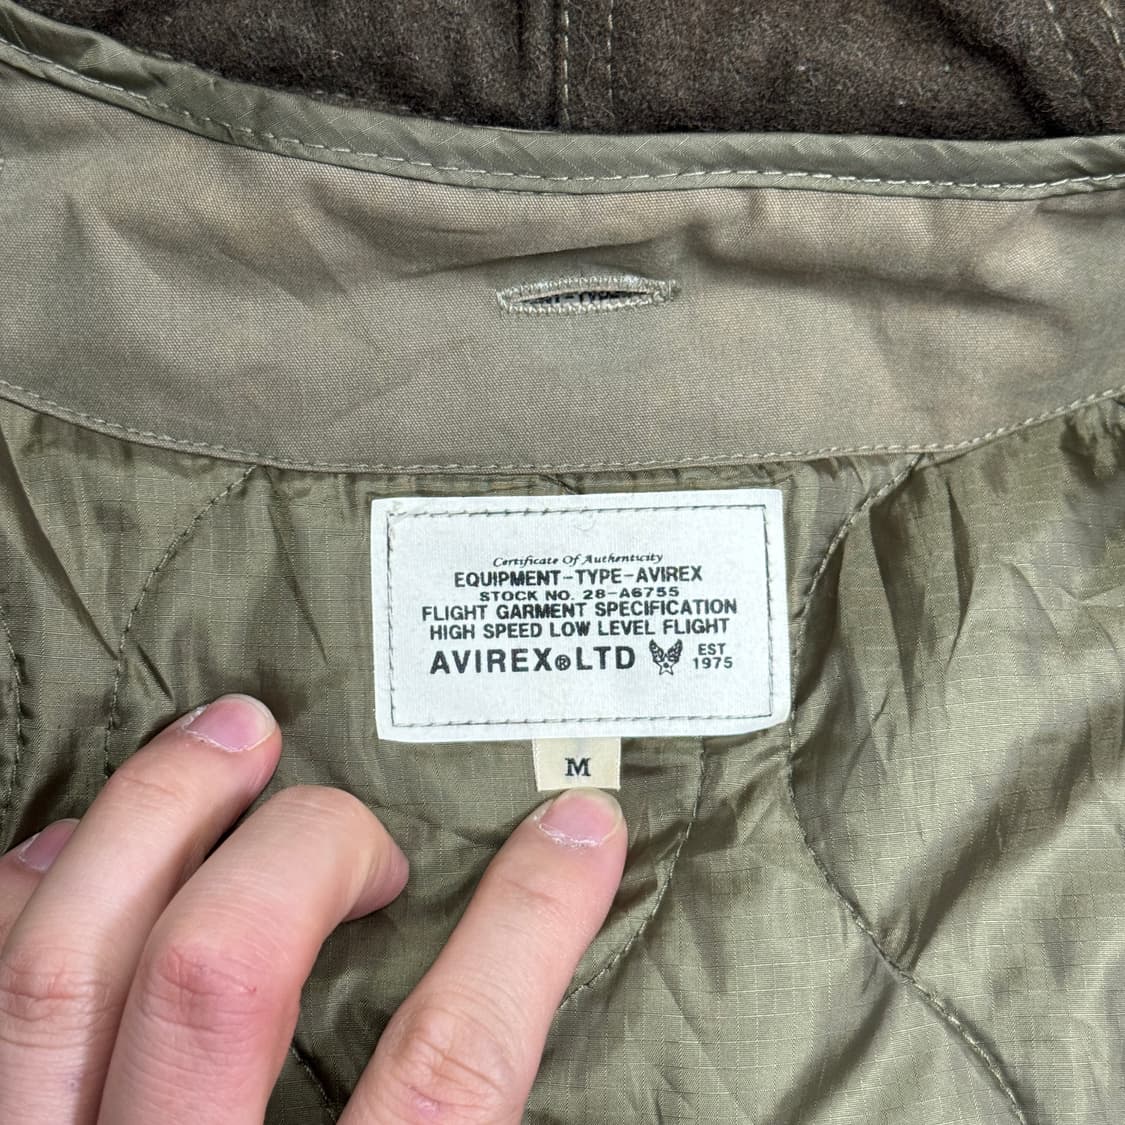 Certificate Of Authenticity
EQUIPMENT-TYPE-AVIREX
STOCK NO. 28-A6755
FLIGHT GARMENT SPECIFICATION
HIGH SPEED LOW LEVEL FLIGHT
AVIREX®LTD EST 1975
M